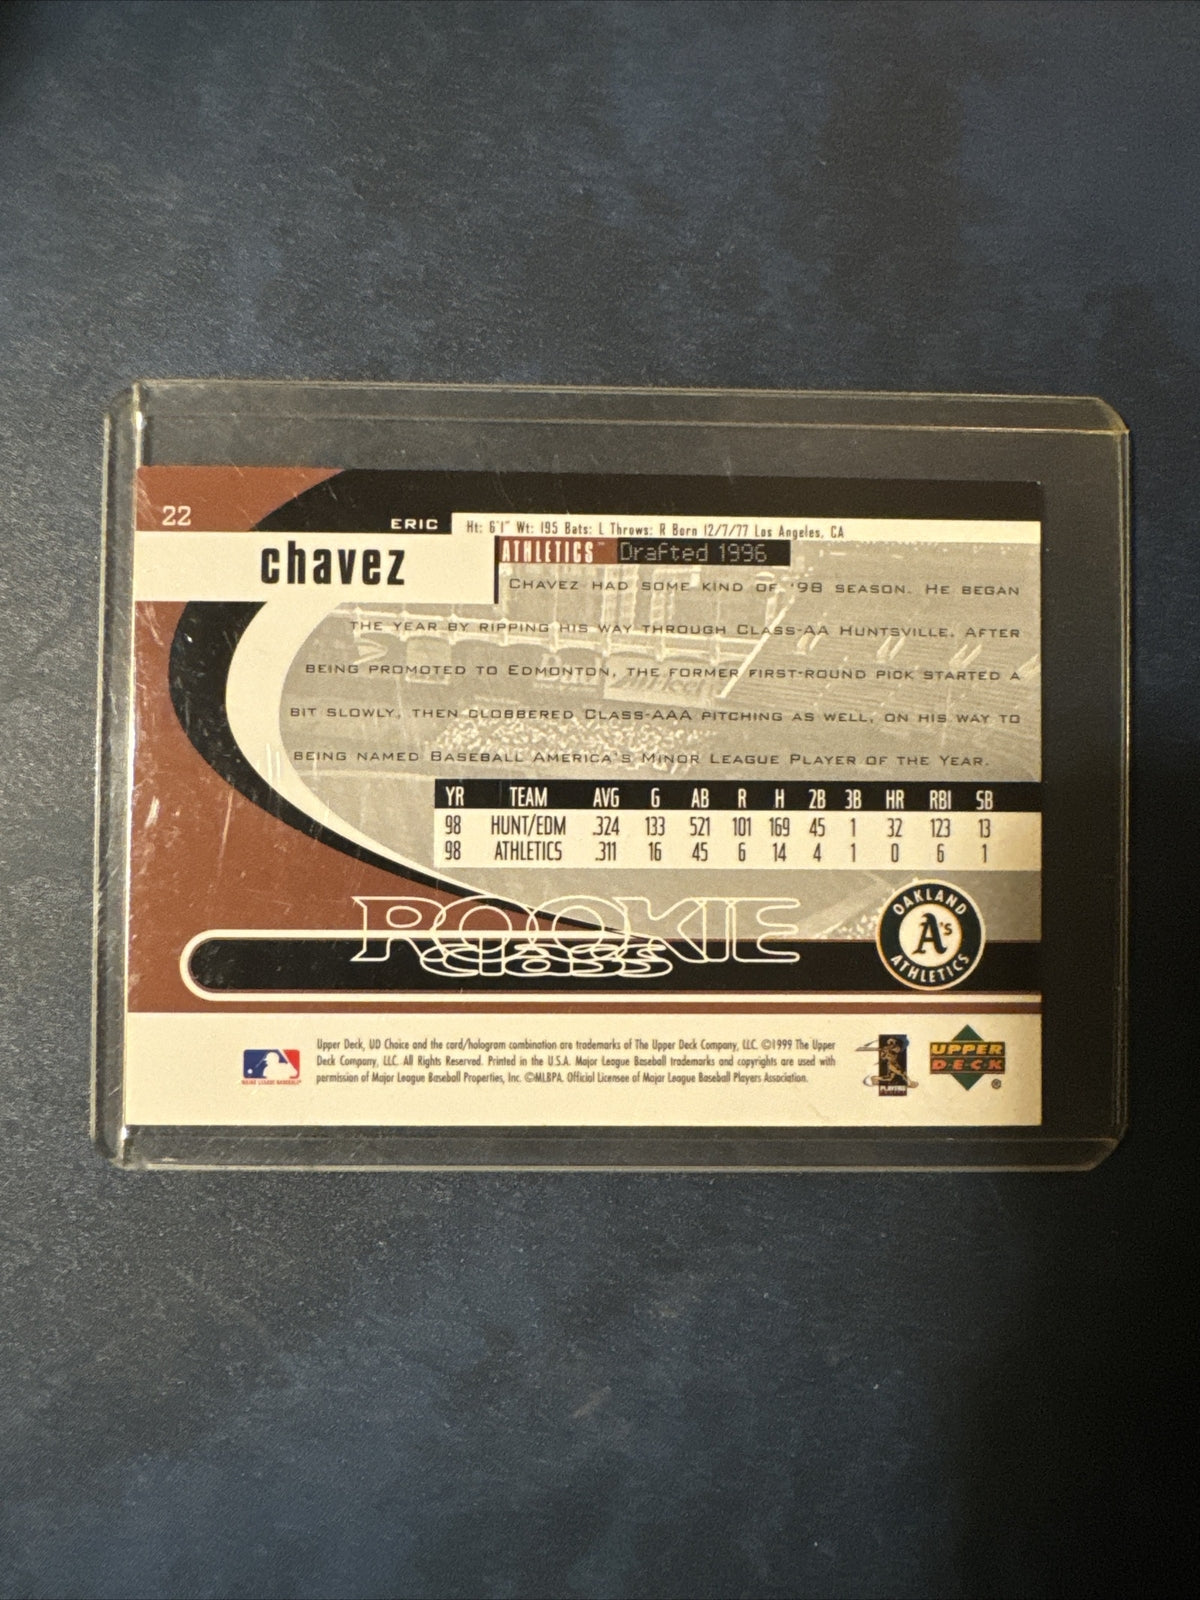 22
ERIC
chavez
Ht: 6'1" Wt: 195 Bats: L Throws: R Born 12/7/77 Los Angeles, CA
ATHLETICS™ Drafted 1996
CHAVEZ HAD SOME KIND OF '98 SEASON. HE BEGAN
THE YEAR BY RIPPING HIS WAY THROUGH CLASS-AA HUNTSVILLE. AFTER
BEING PROMOTED TO EDMONTON, THE FORMER FIRST-ROUND PICK STARTED A
BIT SLOWLY, THEN CLOBBERED CLASS-AAA PITCHING AS WELL, ON HIS WAY TO
BEING NAMED BASEBALL AMERICA'S MINOR LEAGUE PLAYER OF THE YEAR.
YR TEAM AVG G AB R H 2B 3B HR RBI SB
98 HUNT/EDM .324 133 521 101 169 45 1 32 123 13
98 ATHLETICS .311 16 45 6 14 4 1 0 6 1
ROOKIE
class
OAKLAND
A's
ATHLETICS
Upper Deck, UD Choice and the card/hologram combination are trademarks of The Upper Deck Company, LLC. ©1999 The Upper
Deck Company, LLC. All Rights Reserved. Printed in the U.S.A. Major League Baseball trademarks and copyrights are used with
permission of Major League Baseball Properties, Inc. ©MLBPA. Official Licensee of Major League Baseball Players Association.
MAJOR LEAGUE BASEBALL
PLAYERS
UPPER
DECK
®